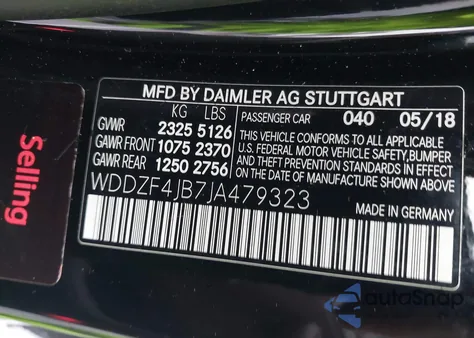 MFD BY DAIMLER AG STUTTGART
KG LBS PASSENGER CAR 040 05/18
GVWR 2325 5126
GAWR FRONT 1075 2370
GAWR REAR 1250 2756
THIS VEHICLE CONFORMS TO ALL APPLICABLE
U.S. FEDERAL MOTOR VEHICLE SAFETY, BUMPER
AND THEFT PREVENTION STANDARDS IN EFFECT
ON THE DATE OF MANUFACTURE SHOWN ABOVE
WDDZF4JB7JA479323
MADE IN GERMANY
Selling
autoSnap